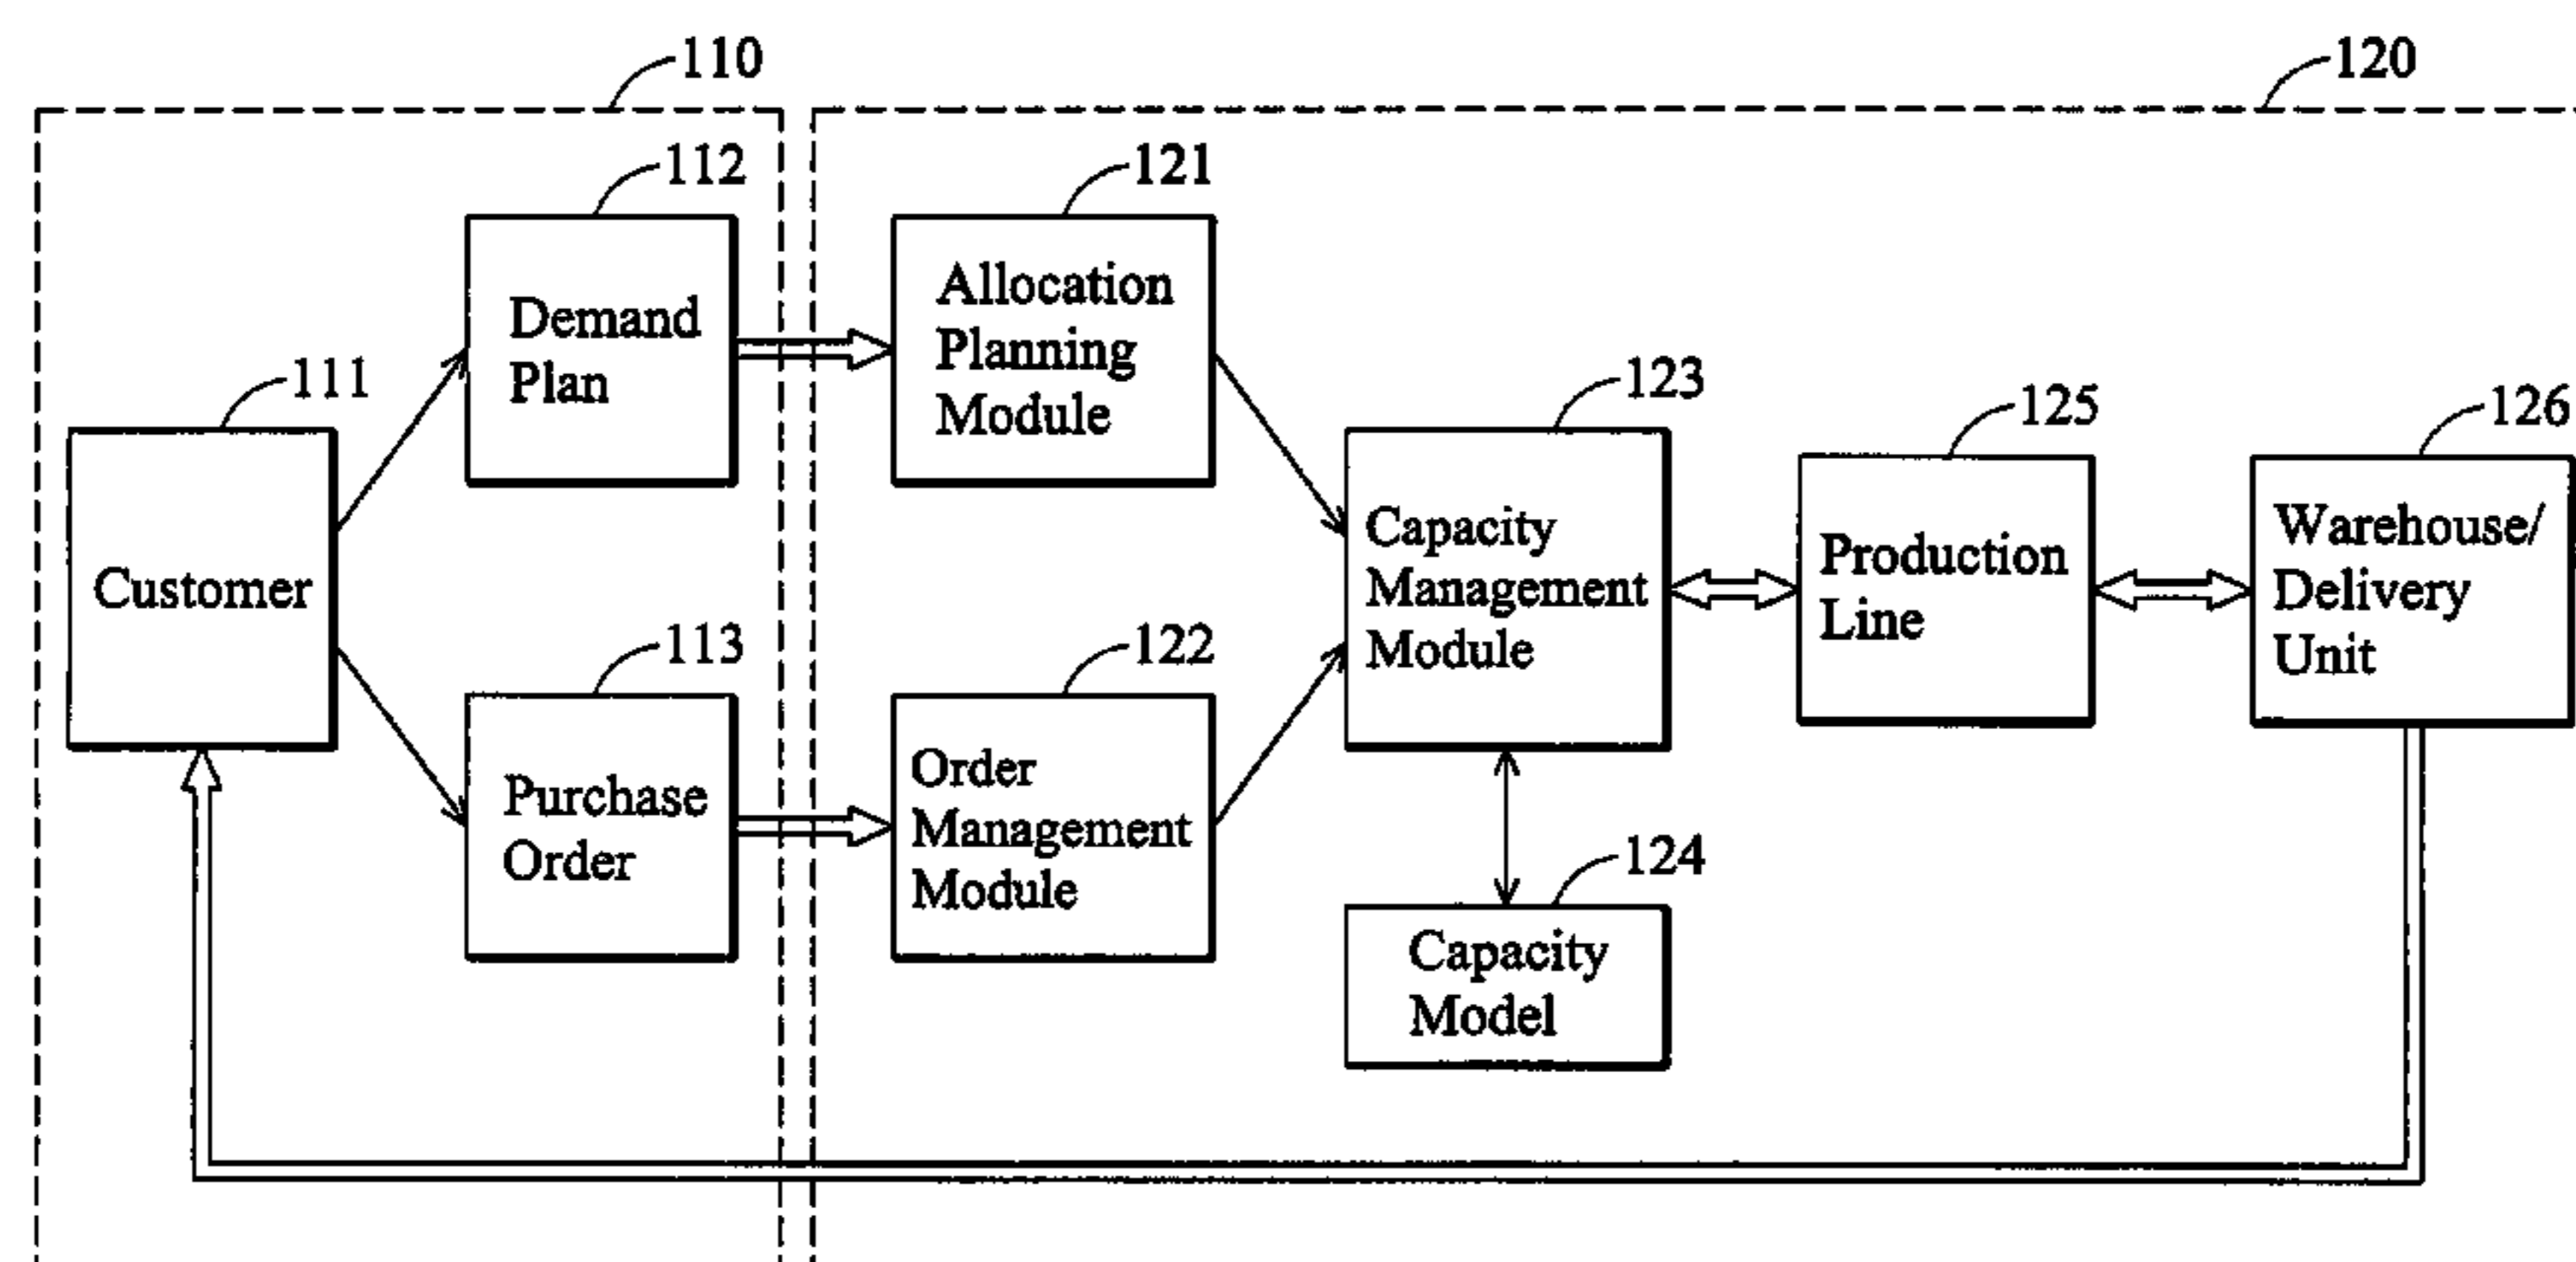 110
120
112
121
Demand
Plan
Allocation
Planning
Module
111
123
125
126
Customer
Capacity
Management
Module
Production
Line
Warehouse/
Delivery
Unit
113
122
Purchase
Order
Order
Management
Module
124
Capacity
Model